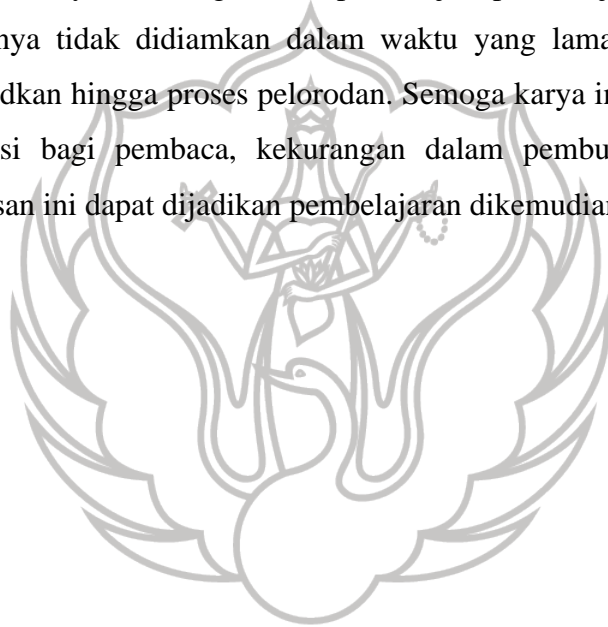 nya tidak didiamkan dalam waktu yang lama
dkan hingga proses pelorodan. Semoga karya in
si bagi pembaca, kekurangan dalam pembu
san ini dapat dijadikan pembelajaran dikemudian